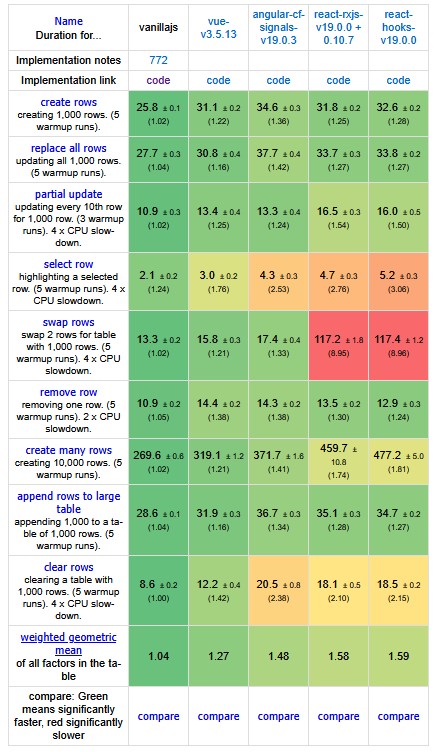 Name
Duration for...
vanillajs
vue-
v3.5.13
angular-cf-
signals-
v19.0.3
react-rxjs-
v19.0.0 +
0.10.7
react-
hooks-
v19.0.0
Implementation notes
772
Implementation link
code
code
code
code
code
create rows
creating 1,000 rows. (5
warmup runs).
25.8 ± 0.1
(1.02)
31.1 ± 0.2
(1.22)
34.6 ± 0.3
(1.36)
31.8 ± 0.2
(1.25)
32.6 ± 0.2
(1.28)
replace all rows
updating all 1,000 rows.
(5 warmup runs).
27.7 ± 0.3
(1.04)
30.8 ± 0.4
(1.16)
37.7 ± 0.4
(1.42)
33.7 ± 0.3
(1.27)
33.8 ± 0.2
(1.27)
partial update
updating every 10th row
for 1,000 row. (3 warmup
runs). 4 x CPU slow-
down.
10.9 ± 0.3
(1.02)
13.4 ± 0.4
(1.25)
13.3 ± 0.4
(1.24)
16.5 ± 0.3
(1.54)
16.0 ± 0.5
(1.50)
select row
highlighting a selected
row. (5 warmup runs). 4 x
CPU slowdown.
2.1 ± 0.2
(1.24)
3.0 ± 0.2
(1.76)
4.3 ± 0.3
(2.53)
4.7 ± 0.3
(2.76)
5.2 ± 0.3
(3.06)
swap rows
swap 2 rows for table
with 1,000 rows. (5
warmup runs). 4 x CPU
slowdown.
13.3 ± 0.2
(1.02)
15.8 ± 0.3
(1.21)
17.4 ± 0.4
(1.33)
117.2 ± 1.8
(8.95)
117.4 ± 1.2
(8.96)
remove row
removing one row. (5
warmup runs). 2 x CPU
slowdown.
10.9 ± 0.2
(1.05)
14.4 ± 0.2
(1.38)
14.3 ± 0.2
(1.38)
13.5 ± 0.2
(1.30)
12.9 ± 0.3
(1.24)
create many rows
creating 10,000 rows. (5
warmup runs).
269.6 ± 0.6
(1.02)
319.1 ± 1.2
(1.21)
371.7 ± 1.6
(1.41)
459.7 ±
10.8
(1.74)
477.2 ± 5.0
(1.81)
append rows to large
table
appending 1,000 to a ta-
ble of 1,000 rows. (5
warmup runs).
28.6 ± 0.1
(1.04)
31.9 ± 0.3
(1.16)
36.7 ± 0.3
(1.34)
35.1 ± 0.3
(1.28)
34.7 ± 0.2
(1.27)
clear rows
clearing a table with
1,000 rows. (5 warmup
runs). 4 x CPU slow-
down.
8.6 ± 0.2
(1.00)
12.2 ± 0.4
(1.42)
20.5 ± 0.8
(2.38)
18.1 ± 0.5
(2.10)
18.5 ± 0.2
(2.15)
weighted geometric
mean
of all factors in the ta-
ble
1.04
1.27
1.48
1.58
1.59
compare: Green
means significantly
faster, red significantly
slower
compare
compare
compare
compare
compare